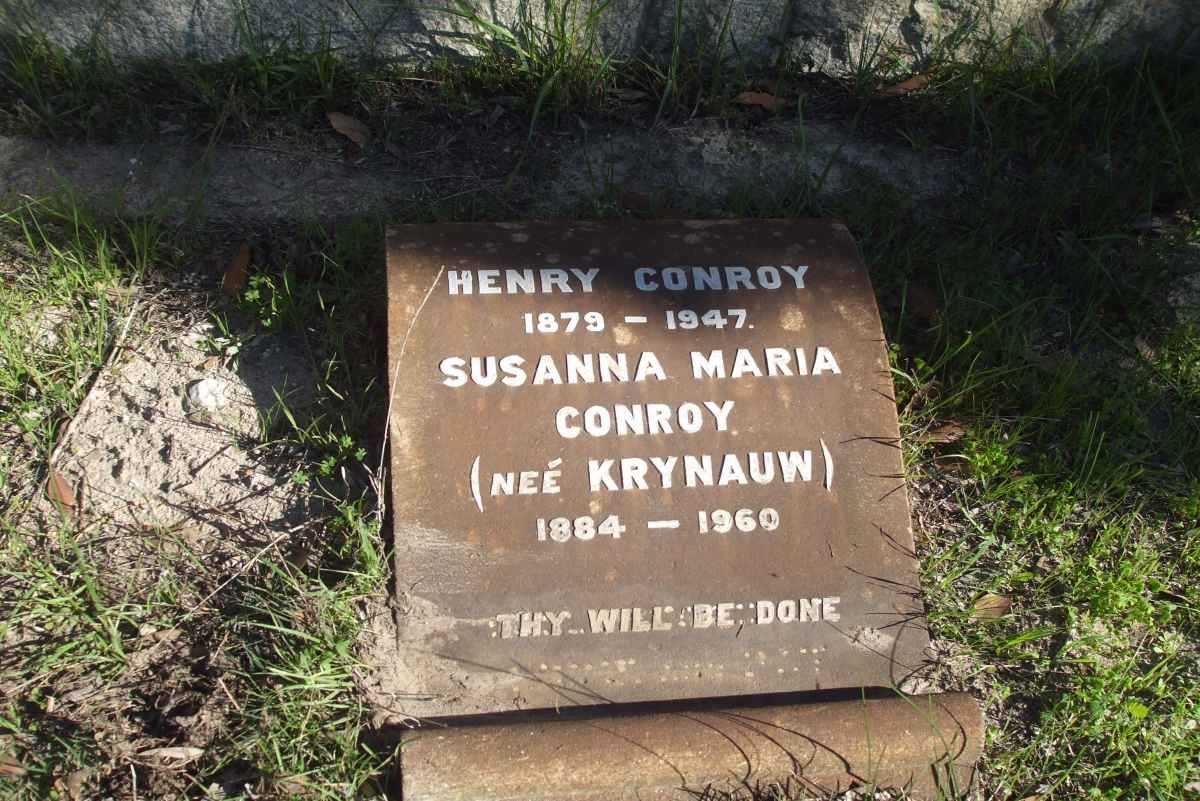 HENRY CONROY
1879 – 1947.
SUSANNA MARIA
CONROY
(NEÉ KRYNAUW)
1884 – 1960
THY WILL BE DONE